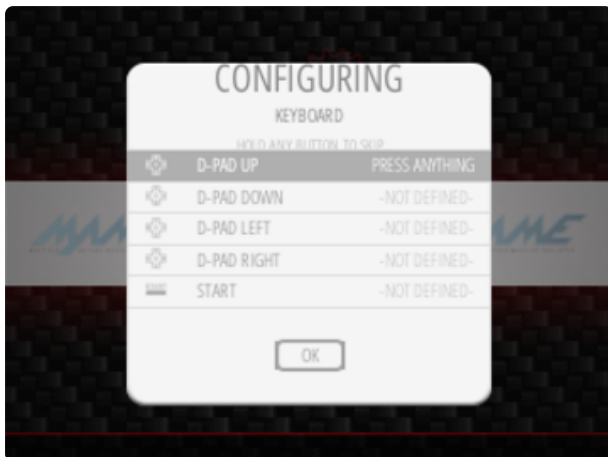 CONFIGURING
KEYBOARD
HOLD ANY BUTTON TO SKIP
D-PAD UP PRESS ANYTHING
D-PAD DOWN -NOT DEFINED-
D-PAD LEFT -NOT DEFINED-
D-PAD RIGHT -NOT DEFINED-
START -NOT DEFINED-
OK